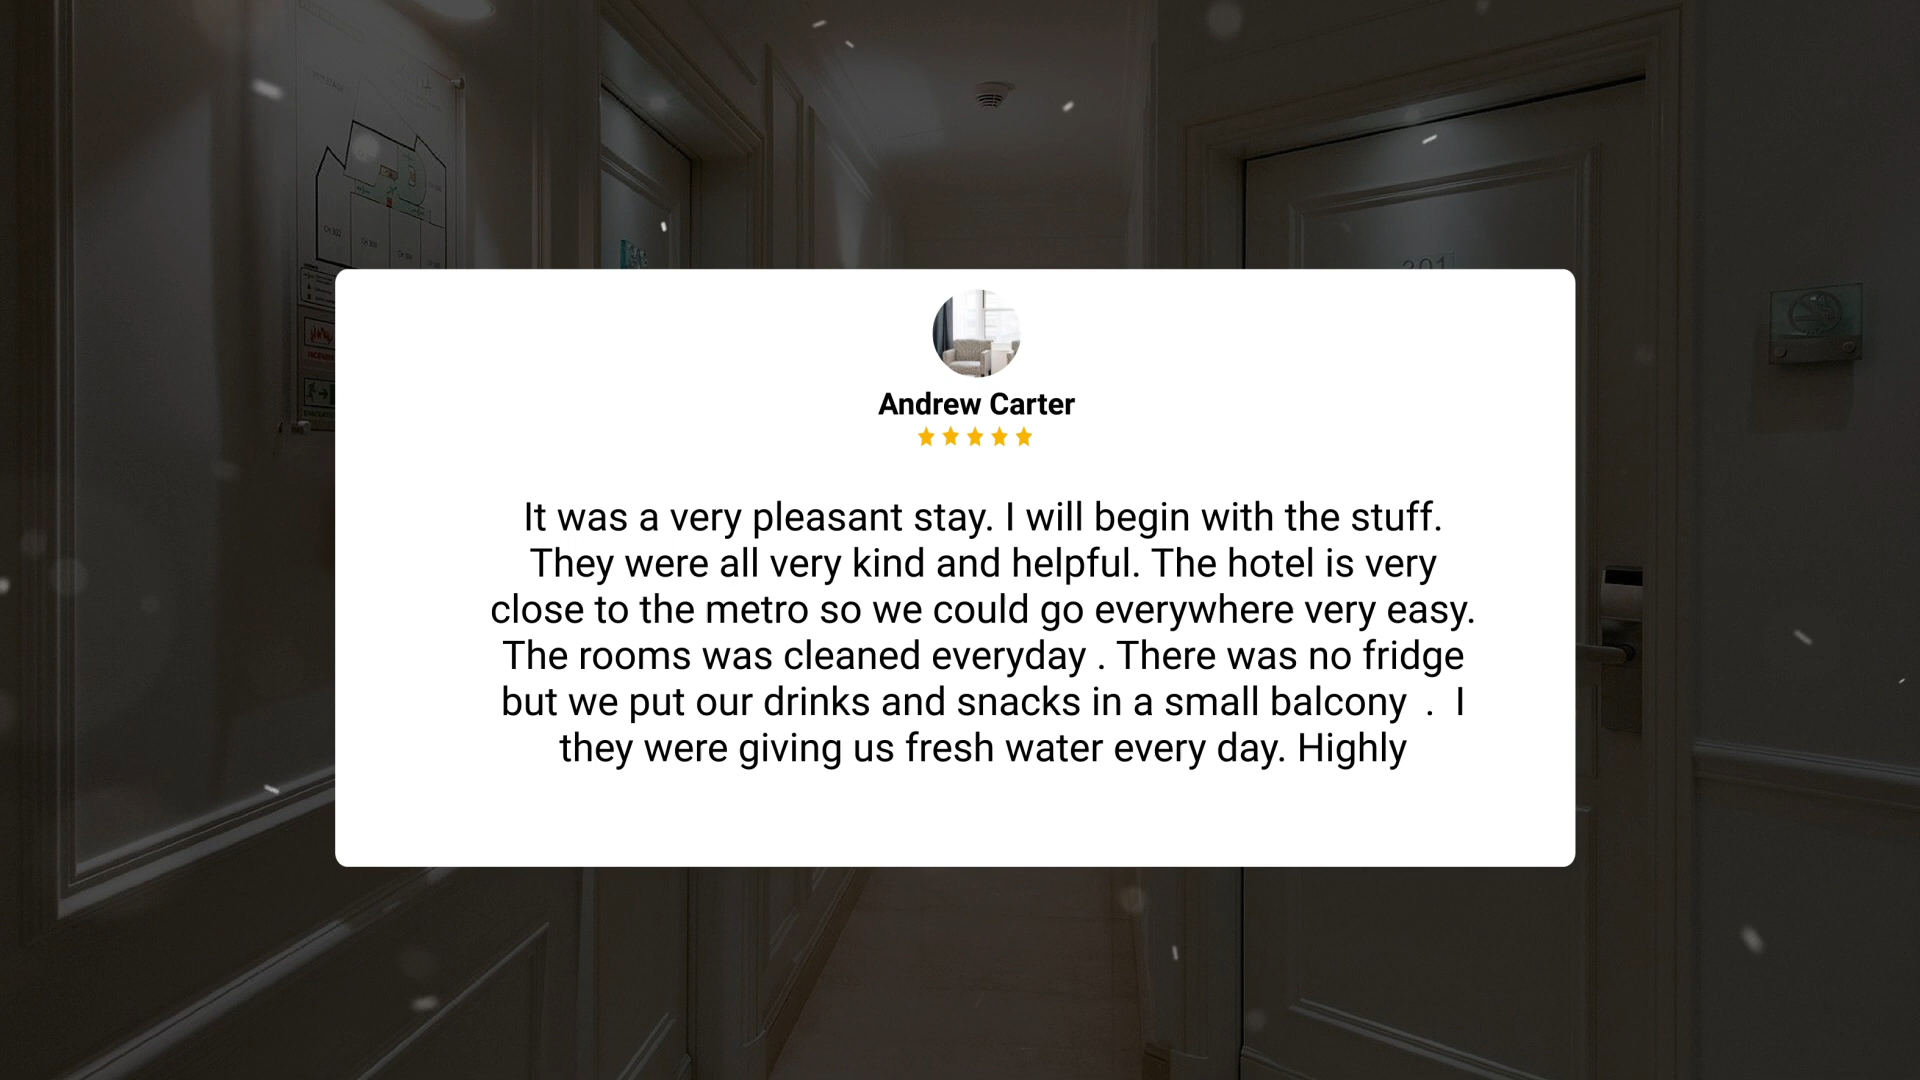 Andrew Carter
It was a very pleasant stay. I will begin with the stuff.
They were all very kind and helpful. The hotel is very
close to the metro so we could go everywhere very easy.
The rooms was cleaned everyday . There was no fridge
but we put our drinks and snacks in a small balcony  .  I
they were giving us fresh water every day. Highly